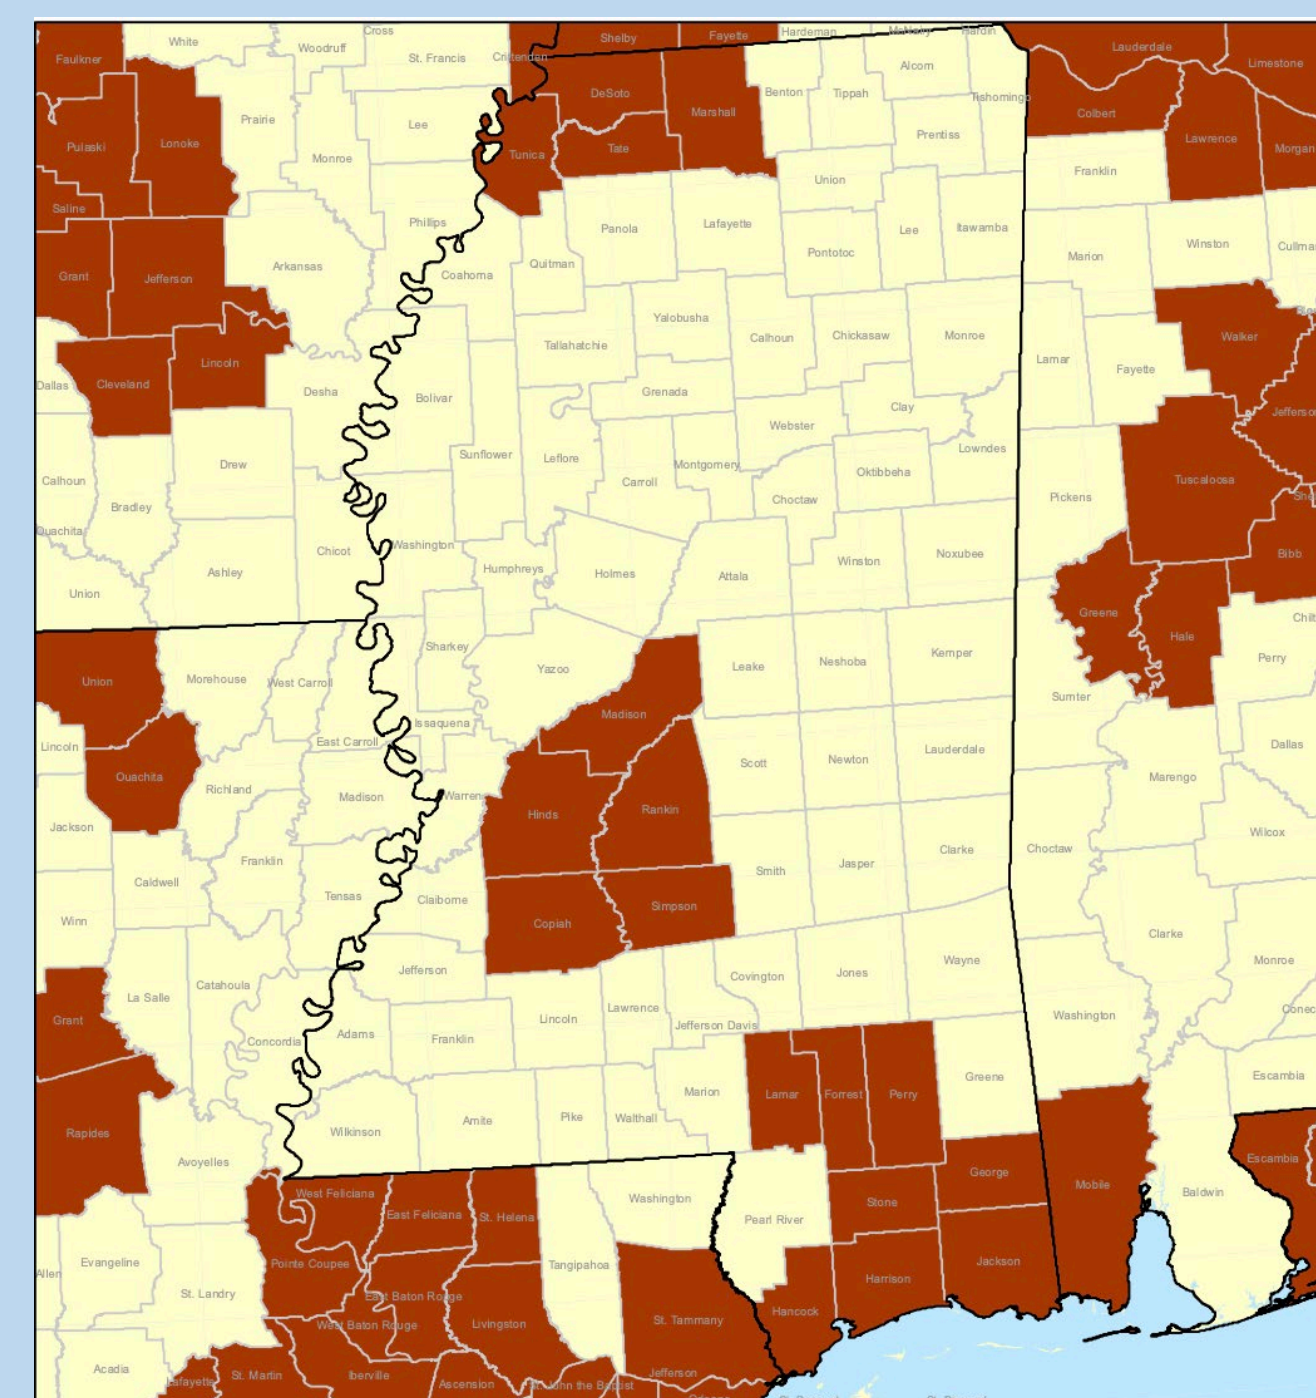 Cross
Hardeman
McNairy
Hardin
White
Woodruff
Shelby
Fayette
Lauderdale
Faulkner
St. Francis
Crittenden
Limestone
Alcorn
DeSoto
Benton
Tippah
Tishomingo
Marshall
Colbert
Prairie
Lee
Prentiss
Lawrence
Pulaski
Lonoke
Monroe
Tunica
Tate
Morgan
Franklin
Union
Saline
Phillips
Panola
Lafayette
Lee
Itawamba
Pontotoc
Winston
Marion
Arkansas
Quitman
Coahoma
Grant
Jefferson
Yalobusha
Tallahatchie
Calhoun
Chickasaw
Monroe
Walker
Lincoln
Lamar
Fayette
Dallas
Cleveland
Desha
Bolivar
Grenada
Clay
Webster
Drew
Sunflower
Leflore
Montgomery
Lowndes
Calhoun
Carroll
Oktibbeha
Tuscaloosa
Bradley
Choctaw
Pickens
Ouachita
Chicot
Washington
Ashley
Humphreys
Holmes
Attala
Winston
Noxubee
Bibb
Union
Greene
Hale
Sharkey
Leake
Neshoba
Kemper
Perry
Union
Morehouse
West Carroll
Yazoo
Sumter
Madison
Issaquena
Lincoln
East Carroll
Lauderdale
Dallas
Scott
Newton
Ouachita
Richland
Madison
Warren
Marengo
Jackson
Hinds
Rankin
Wilcox
Franklin
Smith
Jasper
Clarke
Choctaw
Caldwell
Tensas
Claiborne
Winn
Copiah
Simpson
Clarke
Jefferson
Covington
Jones
Wayne
Monroe
La Salle
Catahoula
Lawrence
Grant
Lincoln
Jefferson Davis
Washington
Concordia
Adams
Franklin
Greene
Escambia
Marion
Lamar
Forrest
Perry
Rapides
Wilkinson
Amite
Pike
Walthall
Avoyelles
Escambia
George
Mobile
Baldwin
West Feliciana
Washington
Stone
East Feliciana
St. Helena
Pearl River
Evangeline
Pointe Coupee
Tangipahoa
Jackson
Allen
Harrison
St. Landry
East Baton Rouge
Hancock
West Baton Rouge
Livingston
St. Tammany
Acadia
St. Martin
Iberville
Jefferson
Lafayette
Ascension
St. John the Baptist